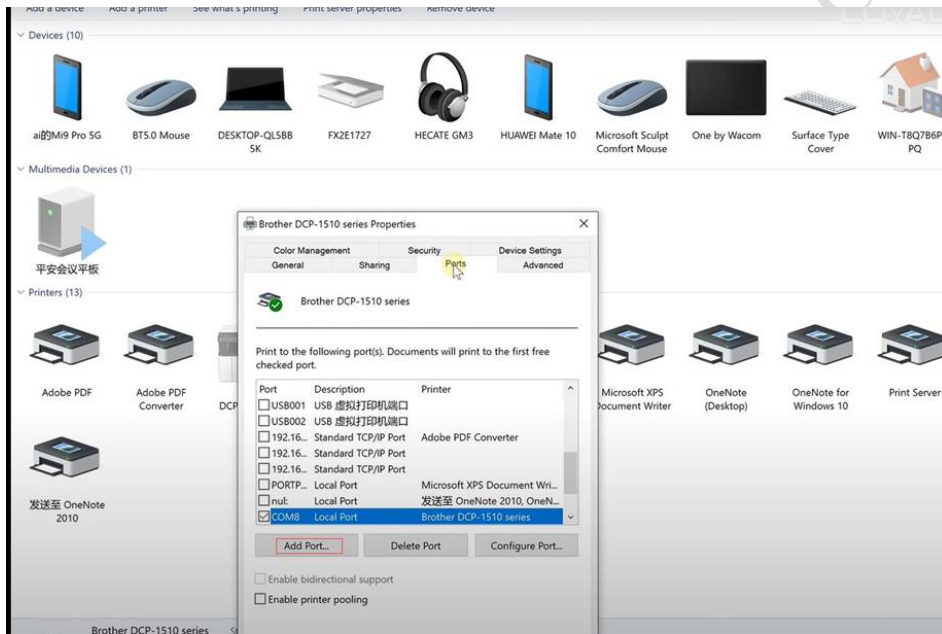 Add a device Add a printer See what's printing Print server properties Remove device
LOYAL
Devices (10)
ai的Mi9 Pro 5G
BT5.0 Mouse
DESKTOP-QL5BB
5K
FX2E1727
HECATE GM3
HUAWEI Mate 10
Microsoft Sculpt
Comfort Mouse
One by Wacom
Surface Type
Cover
WIN-T8Q7B6P
PQ
Multimedia Devices (1)
平安会议平板
Printers (13)
Adobe PDF
Adobe PDF
Converter
DCP
Microsoft XPS
Document Writer
OneNote
(Desktop)
OneNote for
Windows 10
Print Server
发送至 OneNote
2010
Brother DCP-1510 series Properties
Color Management Security Device Settings
General Sharing Ports Advanced
Brother DCP-1510 series
Print to the following port(s). Documents will print to the first free
checked port.
Port Description Printer
USB001 USB 虚拟打印机端口
USB002 USB 虚拟打印机端口
192.16... Standard TCP/IP Port Adobe PDF Converter
192.16... Standard TCP/IP Port
192.16... Standard TCP/IP Port
PORTP... Local Port Microsoft XPS Document Wri...
nul: Local Port 发送至 OneNote 2010, OneN...
COM8 Local Port Brother DCP-1510 series
Add Port... Delete Port Configure Port...
Enable bidirectional support
Enable printer pooling
Brother DCP-1510 series